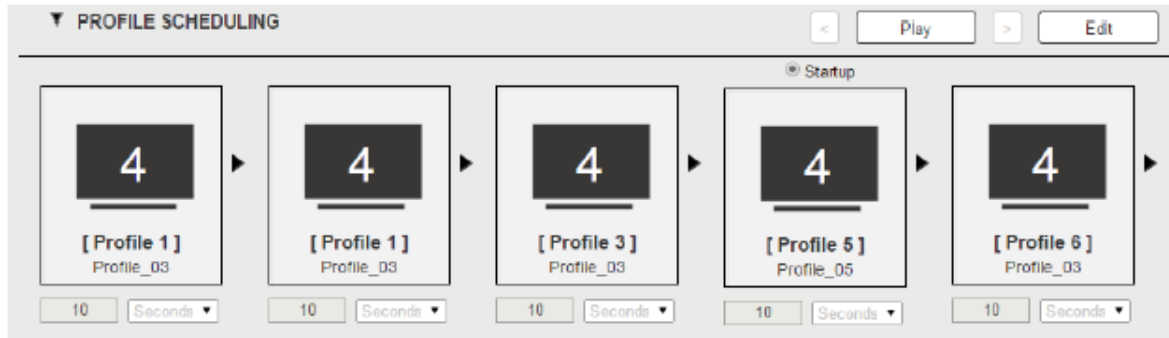 PROFILE SCHEDULING
< Play > Edit
Startup
4 4 4 4 4
[ Profile 1 ] [ Profile 1 ] [ Profile 3 ] [ Profile 5 ] [ Profile 6 ]
Profile_03 Profile_03 Profile_03 Profile_05 Profile_03
10 Seconds 10 Seconds 10 Seconds 10 Seconds 10 Seconds